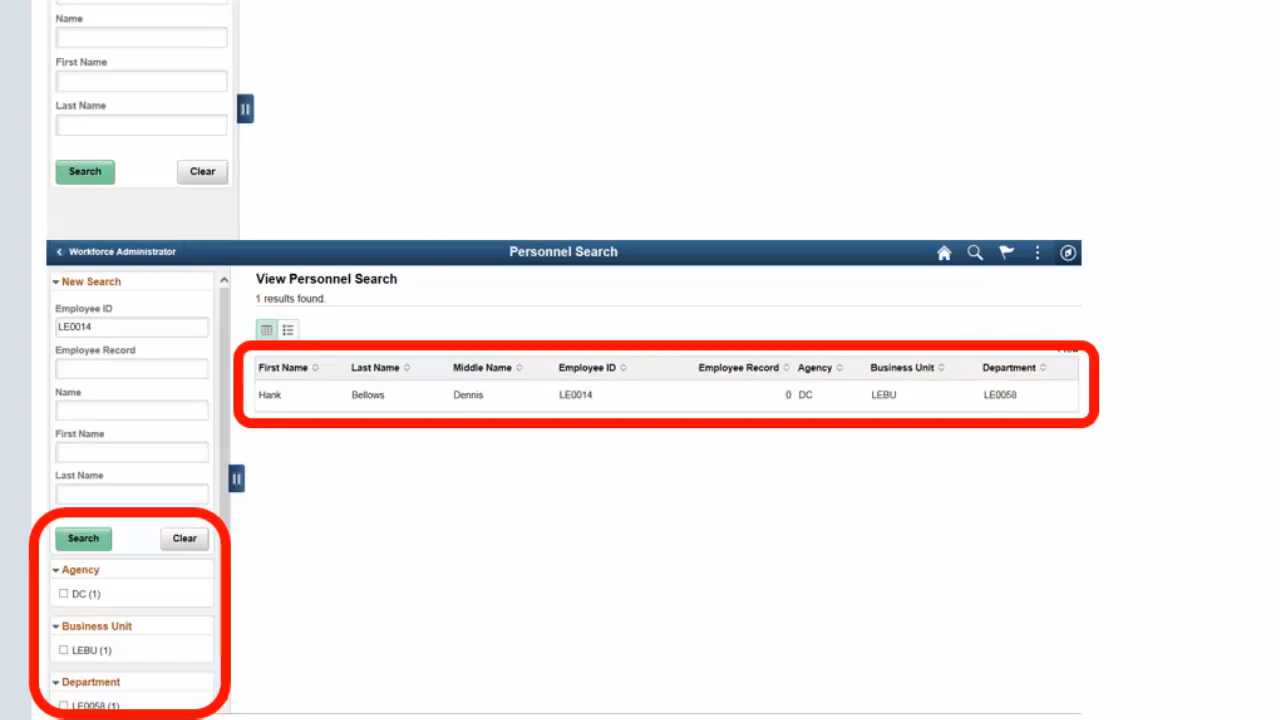 Name
First Name
Last Name
Search Clear
Workforce Administrator Personnel Search
New Search
Employee ID
LE0014
Employee Record
Name
First Name
Last Name
Search Clear
Agency
DC (1)
Business Unit
LEBU (1)
Department
LE0058 (1)
View Personnel Search
1 results found.
First Name Last Name Middle Name Employee ID Employee Record Agency Business Unit Department
Hank Bellows Dennis LE0014 0 DC LEBU LE0058